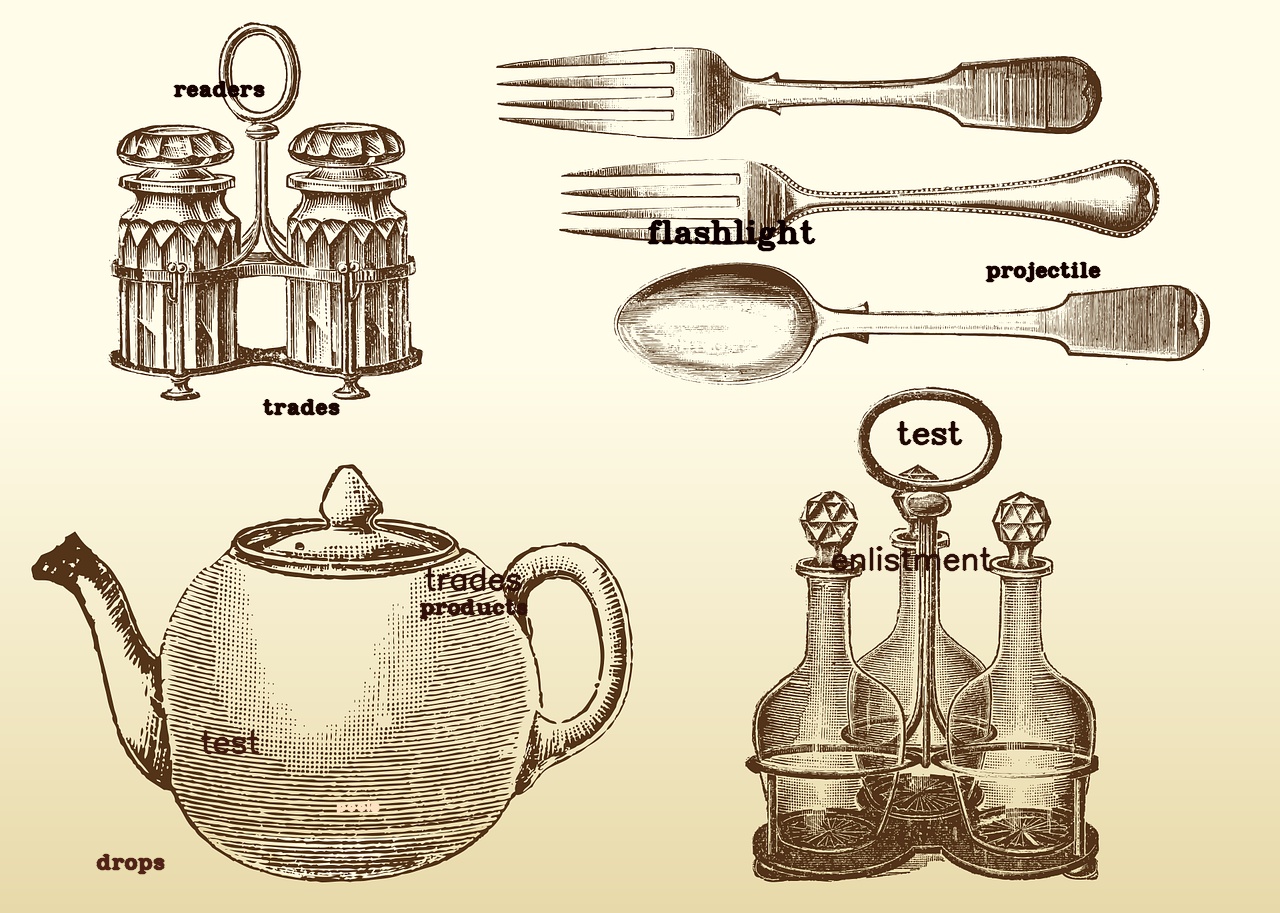 readers
flashlight
projectile
trades
test
enlistment
trades
products
test
drops